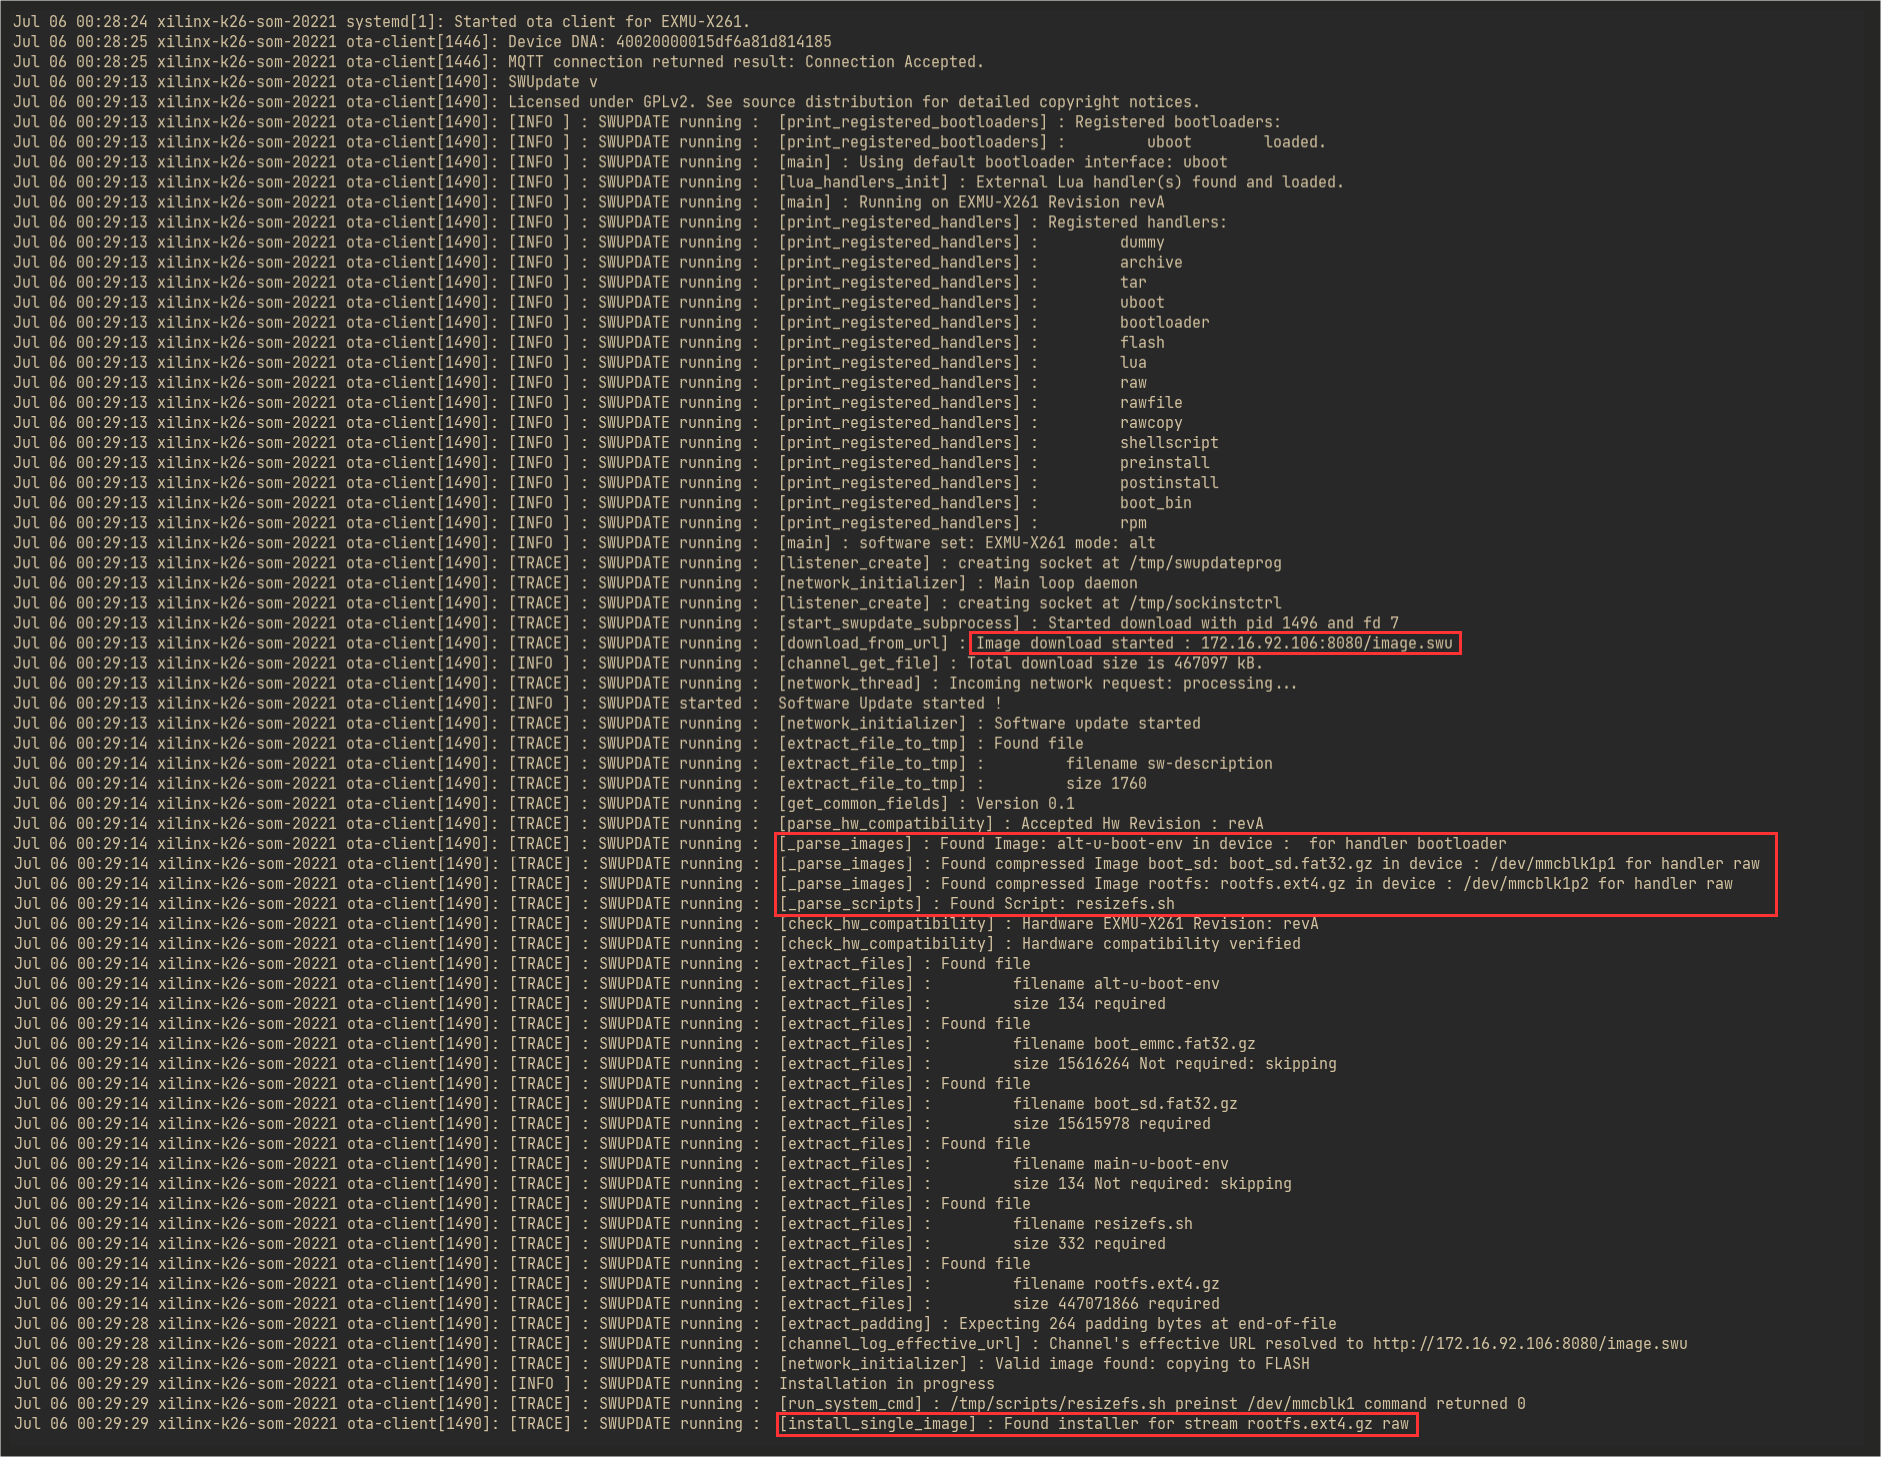 Jul 06 00:28:24 xilinx-k26-som-20221 systemd[1]: Started ota client for EXMU-X261.
Jul 06 00:28:25 xilinx-k26-som-20221 ota-client[1446]: Device DNA: 40020000015df6a81d814185
Jul 06 00:28:25 xilinx-k26-som-20221 ota-client[1446]: MQTT connection returned result: Connection Accepted.
Jul 06 00:29:13 xilinx-k26-som-20221 ota-client[1490]: SWUpdate v
Jul 06 00:29:13 xilinx-k26-som-20221 ota-client[1490]: Licensed under GPLv2. See source distribution for detailed copyright notices.
Jul 06 00:29:13 xilinx-k26-som-20221 ota-client[1490]: [INFO ] : SWUPDATE running :  [print_registered_bootloaders] : Registered bootloaders:
Jul 06 00:29:13 xilinx-k26-som-20221 ota-client[1490]: [INFO ] : SWUPDATE running :  [print_registered_bootloaders] :         uboot        loaded.
Jul 06 00:29:13 xilinx-k26-som-20221 ota-client[1490]: [INFO ] : SWUPDATE running :  [main] : Using default bootloader interface: uboot
Jul 06 00:29:13 xilinx-k26-som-20221 ota-client[1490]: [INFO ] : SWUPDATE running :  [lua_handlers_init] : External Lua handler(s) found and loaded.
Jul 06 00:29:13 xilinx-k26-som-20221 ota-client[1490]: [INFO ] : SWUPDATE running :  [main] : Running on EXMU-X261 Revision revA
Jul 06 00:29:13 xilinx-k26-som-20221 ota-client[1490]: [INFO ] : SWUPDATE running :  [print_registered_handlers] : Registered handlers:
Jul 06 00:29:13 xilinx-k26-som-20221 ota-client[1490]: [INFO ] : SWUPDATE running :  [print_registered_handlers] :         dummy
Jul 06 00:29:13 xilinx-k26-som-20221 ota-client[1490]: [INFO ] : SWUPDATE running :  [print_registered_handlers] :         archive
Jul 06 00:29:13 xilinx-k26-som-20221 ota-client[1490]: [INFO ] : SWUPDATE running :  [print_registered_handlers] :         tar
Jul 06 00:29:13 xilinx-k26-som-20221 ota-client[1490]: [INFO ] : SWUPDATE running :  [print_registered_handlers] :         uboot
Jul 06 00:29:13 xilinx-k26-som-20221 ota-client[1490]: [INFO ] : SWUPDATE running :  [print_registered_handlers] :         bootloader
Jul 06 00:29:13 xilinx-k26-som-20221 ota-client[1490]: [INFO ] : SWUPDATE running :  [print_registered_handlers] :         flash
Jul 06 00:29:13 xilinx-k26-som-20221 ota-client[1490]: [INFO ] : SWUPDATE running :  [print_registered_handlers] :         lua
Jul 06 00:29:13 xilinx-k26-som-20221 ota-client[1490]: [INFO ] : SWUPDATE running :  [print_registered_handlers] :         raw
Jul 06 00:29:13 xilinx-k26-som-20221 ota-client[1490]: [INFO ] : SWUPDATE running :  [print_registered_handlers] :         rawfile
Jul 06 00:29:13 xilinx-k26-som-20221 ota-client[1490]: [INFO ] : SWUPDATE running :  [print_registered_handlers] :         rawcopy
Jul 06 00:29:13 xilinx-k26-som-20221 ota-client[1490]: [INFO ] : SWUPDATE running :  [print_registered_handlers] :         shellscript
Jul 06 00:29:13 xilinx-k26-som-20221 ota-client[1490]: [INFO ] : SWUPDATE running :  [print_registered_handlers] :         preinstall
Jul 06 00:29:13 xilinx-k26-som-20221 ota-client[1490]: [INFO ] : SWUPDATE running :  [print_registered_handlers] :         postinstall
Jul 06 00:29:13 xilinx-k26-som-20221 ota-client[1490]: [INFO ] : SWUPDATE running :  [print_registered_handlers] :         boot_bin
Jul 06 00:29:13 xilinx-k26-som-20221 ota-client[1490]: [INFO ] : SWUPDATE running :  [print_registered_handlers] :         rpm
Jul 06 00:29:13 xilinx-k26-som-20221 ota-client[1490]: [INFO ] : SWUPDATE running :  [main] : software set: EXMU-X261 mode: alt
Jul 06 00:29:13 xilinx-k26-som-20221 ota-client[1490]: [TRACE] : SWUPDATE running :  [listener_create] : creating socket at /tmp/swupdateprog
Jul 06 00:29:13 xilinx-k26-som-20221 ota-client[1490]: [TRACE] : SWUPDATE running :  [network_initializer] : Main loop daemon
Jul 06 00:29:13 xilinx-k26-som-20221 ota-client[1490]: [TRACE] : SWUPDATE running :  [listener_create] : creating socket at /tmp/sockinstctrl
Jul 06 00:29:13 xilinx-k26-som-20221 ota-client[1490]: [TRACE] : SWUPDATE running :  [start_swupdate_subprocess] : Started download with pid 1496 and fd 7
Jul 06 00:29:13 xilinx-k26-som-20221 ota-client[1490]: [TRACE] : SWUPDATE running :  [download_from_url] : Image download started : 172.16.92.106:8080/image.swu
Jul 06 00:29:13 xilinx-k26-som-20221 ota-client[1490]: [INFO ] : SWUPDATE running :  [channel_get_file] : Total download size is 467097 kB.
Jul 06 00:29:13 xilinx-k26-som-20221 ota-client[1490]: [TRACE] : SWUPDATE running :  [network_thread] : Incoming network request: processing...
Jul 06 00:29:13 xilinx-k26-som-20221 ota-client[1490]: [INFO ] : SWUPDATE started :  Software Update started !
Jul 06 00:29:13 xilinx-k26-som-20221 ota-client[1490]: [TRACE] : SWUPDATE running :  [network_initializer] : Software update started
Jul 06 00:29:14 xilinx-k26-som-20221 ota-client[1490]: [TRACE] : SWUPDATE running :  [extract_file_to_tmp] : Found file
Jul 06 00:29:14 xilinx-k26-som-20221 ota-client[1490]: [TRACE] : SWUPDATE running :  [extract_file_to_tmp] :         filename sw-description
Jul 06 00:29:14 xilinx-k26-som-20221 ota-client[1490]: [TRACE] : SWUPDATE running :  [extract_file_to_tmp] :         size 1760
Jul 06 00:29:14 xilinx-k26-som-20221 ota-client[1490]: [TRACE] : SWUPDATE running :  [get_common_fields] : Version 0.1
Jul 06 00:29:14 xilinx-k26-som-20221 ota-client[1490]: [TRACE] : SWUPDATE running :  [parse_hw_compatibility] : Accepted Hw Revision : revA
Jul 06 00:29:14 xilinx-k26-som-20221 ota-client[1490]: [TRACE] : SWUPDATE running :  [_parse_images] : Found Image: alt-u-boot-env in device :  for handler bootloader
Jul 06 00:29:14 xilinx-k26-som-20221 ota-client[1490]: [TRACE] : SWUPDATE running :  [_parse_images] : Found compressed Image boot_sd: boot_sd.fat32.gz in device : /dev/mmcblk1p1 for handler raw
Jul 06 00:29:14 xilinx-k26-som-20221 ota-client[1490]: [TRACE] : SWUPDATE running :  [_parse_images] : Found compressed Image rootfs: rootfs.ext4.gz in device : /dev/mmcblk1p2 for handler raw
Jul 06 00:29:14 xilinx-k26-som-20221 ota-client[1490]: [TRACE] : SWUPDATE running :  [_parse_scripts] : Found Script: resizefs.sh
Jul 06 00:29:14 xilinx-k26-som-20221 ota-client[1490]: [TRACE] : SWUPDATE running :  [check_hw_compatibility] : Hardware EXMU-X261 Revision: revA
Jul 06 00:29:14 xilinx-k26-som-20221 ota-client[1490]: [TRACE] : SWUPDATE running :  [check_hw_compatibility] : Hardware compatibility verified
Jul 06 00:29:14 xilinx-k26-som-20221 ota-client[1490]: [TRACE] : SWUPDATE running :  [extract_files] : Found file
Jul 06 00:29:14 xilinx-k26-som-20221 ota-client[1490]: [TRACE] : SWUPDATE running :  [extract_files] :         filename alt-u-boot-env
Jul 06 00:29:14 xilinx-k26-som-20221 ota-client[1490]: [TRACE] : SWUPDATE running :  [extract_files] :         size 134 required
Jul 06 00:29:14 xilinx-k26-som-20221 ota-client[1490]: [TRACE] : SWUPDATE running :  [extract_files] : Found file
Jul 06 00:29:14 xilinx-k26-som-20221 ota-client[1490]: [TRACE] : SWUPDATE running :  [extract_files] :         filename boot_emmc.fat32.gz
Jul 06 00:29:14 xilinx-k26-som-20221 ota-client[1490]: [TRACE] : SWUPDATE running :  [extract_files] :         size 15616264 Not required: skipping
Jul 06 00:29:14 xilinx-k26-som-20221 ota-client[1490]: [TRACE] : SWUPDATE running :  [extract_files] : Found file
Jul 06 00:29:14 xilinx-k26-som-20221 ota-client[1490]: [TRACE] : SWUPDATE running :  [extract_files] :         filename boot_sd.fat32.gz
Jul 06 00:29:14 xilinx-k26-som-20221 ota-client[1490]: [TRACE] : SWUPDATE running :  [extract_files] :         size 15615978 required
Jul 06 00:29:14 xilinx-k26-som-20221 ota-client[1490]: [TRACE] : SWUPDATE running :  [extract_files] : Found file
Jul 06 00:29:14 xilinx-k26-som-20221 ota-client[1490]: [TRACE] : SWUPDATE running :  [extract_files] :         filename main-u-boot-env
Jul 06 00:29:14 xilinx-k26-som-20221 ota-client[1490]: [TRACE] : SWUPDATE running :  [extract_files] :         size 134 Not required: skipping
Jul 06 00:29:14 xilinx-k26-som-20221 ota-client[1490]: [TRACE] : SWUPDATE running :  [extract_files] : Found file
Jul 06 00:29:14 xilinx-k26-som-20221 ota-client[1490]: [TRACE] : SWUPDATE running :  [extract_files] :         filename resizefs.sh
Jul 06 00:29:14 xilinx-k26-som-20221 ota-client[1490]: [TRACE] : SWUPDATE running :  [extract_files] :         size 332 required
Jul 06 00:29:14 xilinx-k26-som-20221 ota-client[1490]: [TRACE] : SWUPDATE running :  [extract_files] : Found file
Jul 06 00:29:14 xilinx-k26-som-20221 ota-client[1490]: [TRACE] : SWUPDATE running :  [extract_files] :         filename rootfs.ext4.gz
Jul 06 00:29:14 xilinx-k26-som-20221 ota-client[1490]: [TRACE] : SWUPDATE running :  [extract_files] :         size 447071866 required
Jul 06 00:29:28 xilinx-k26-som-20221 ota-client[1490]: [TRACE] : SWUPDATE running :  [extract_padding] : Expecting 264 padding bytes at end-of-file
Jul 06 00:29:28 xilinx-k26-som-20221 ota-client[1490]: [TRACE] : SWUPDATE running :  [channel_log_effective_url] : Channel's effective URL resolved to http://172.16.92.106:8080/image.swu
Jul 06 00:29:28 xilinx-k26-som-20221 ota-client[1490]: [TRACE] : SWUPDATE running :  [network_initializer] : Valid image found: copying to FLASH
Jul 06 00:29:29 xilinx-k26-som-20221 ota-client[1490]: [INFO ] : SWUPDATE running :  Installation in progress
Jul 06 00:29:29 xilinx-k26-som-20221 ota-client[1490]: [TRACE] : SWUPDATE running :  [run_system_cmd] : /tmp/scripts/resizefs.sh preinst /dev/mmcblk1 command returned 0
Jul 06 00:29:29 xilinx-k26-som-20221 ota-client[1490]: [TRACE] : SWUPDATE running :  [install_single_image] : Found installer for stream rootfs.ext4.gz raw